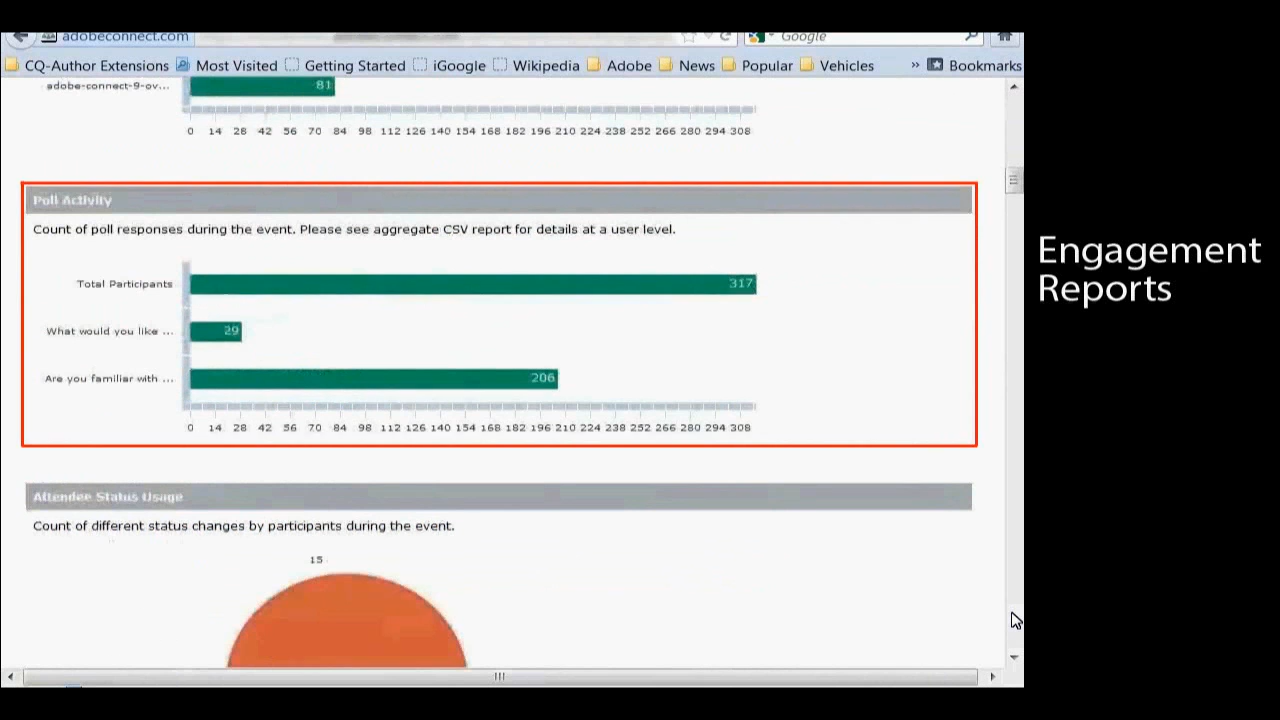 adobeconnect.com
Google
CQ-Author Extensions Most Visited Getting Started iGoogle Wikipedia Adobe News Popular Vehicles » Bookmarks
adobe-connect-9-ov... 81
0 14 28 42 56 70 84 98 112 126 140 154 168 182 196 210 224 238 252 266 280 294 308
Poll Activity
Count of poll responses during the event. Please see aggregate CSV report for details at a user level.
Total Participants 317
What would you like ... 29
Are you familiar with ... 206
0 14 28 42 56 70 84 98 112 126 140 154 168 182 196 210 224 238 252 266 280 294 308
Attendee Status Usage
Count of different status changes by participants during the event.
15
Engagement
Reports